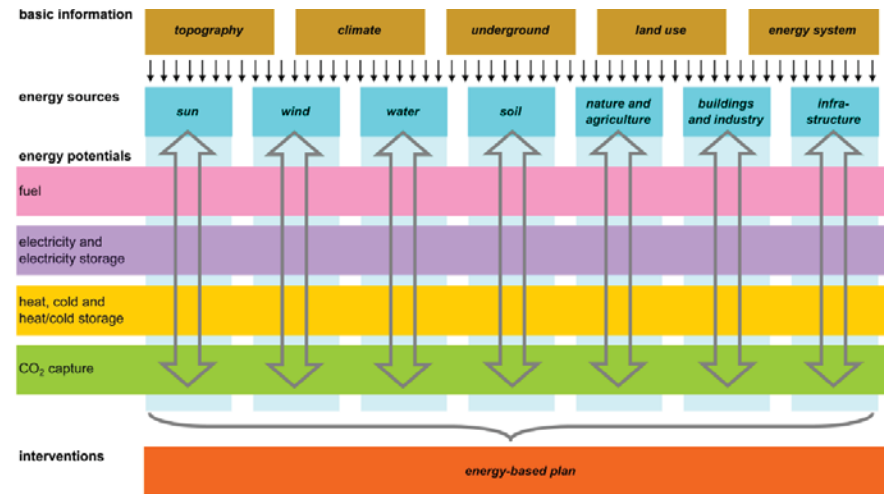 basic information
topography
climate
underground
land use
energy system
energy sources
sun
wind
water
soil
nature and
agriculture
buildings
and industry
infra-
structure
energy potentials
fuel
electricity and
electricity storage
heat, cold and
heat/cold storage
CO₂ capture
interventions
energy-based plan